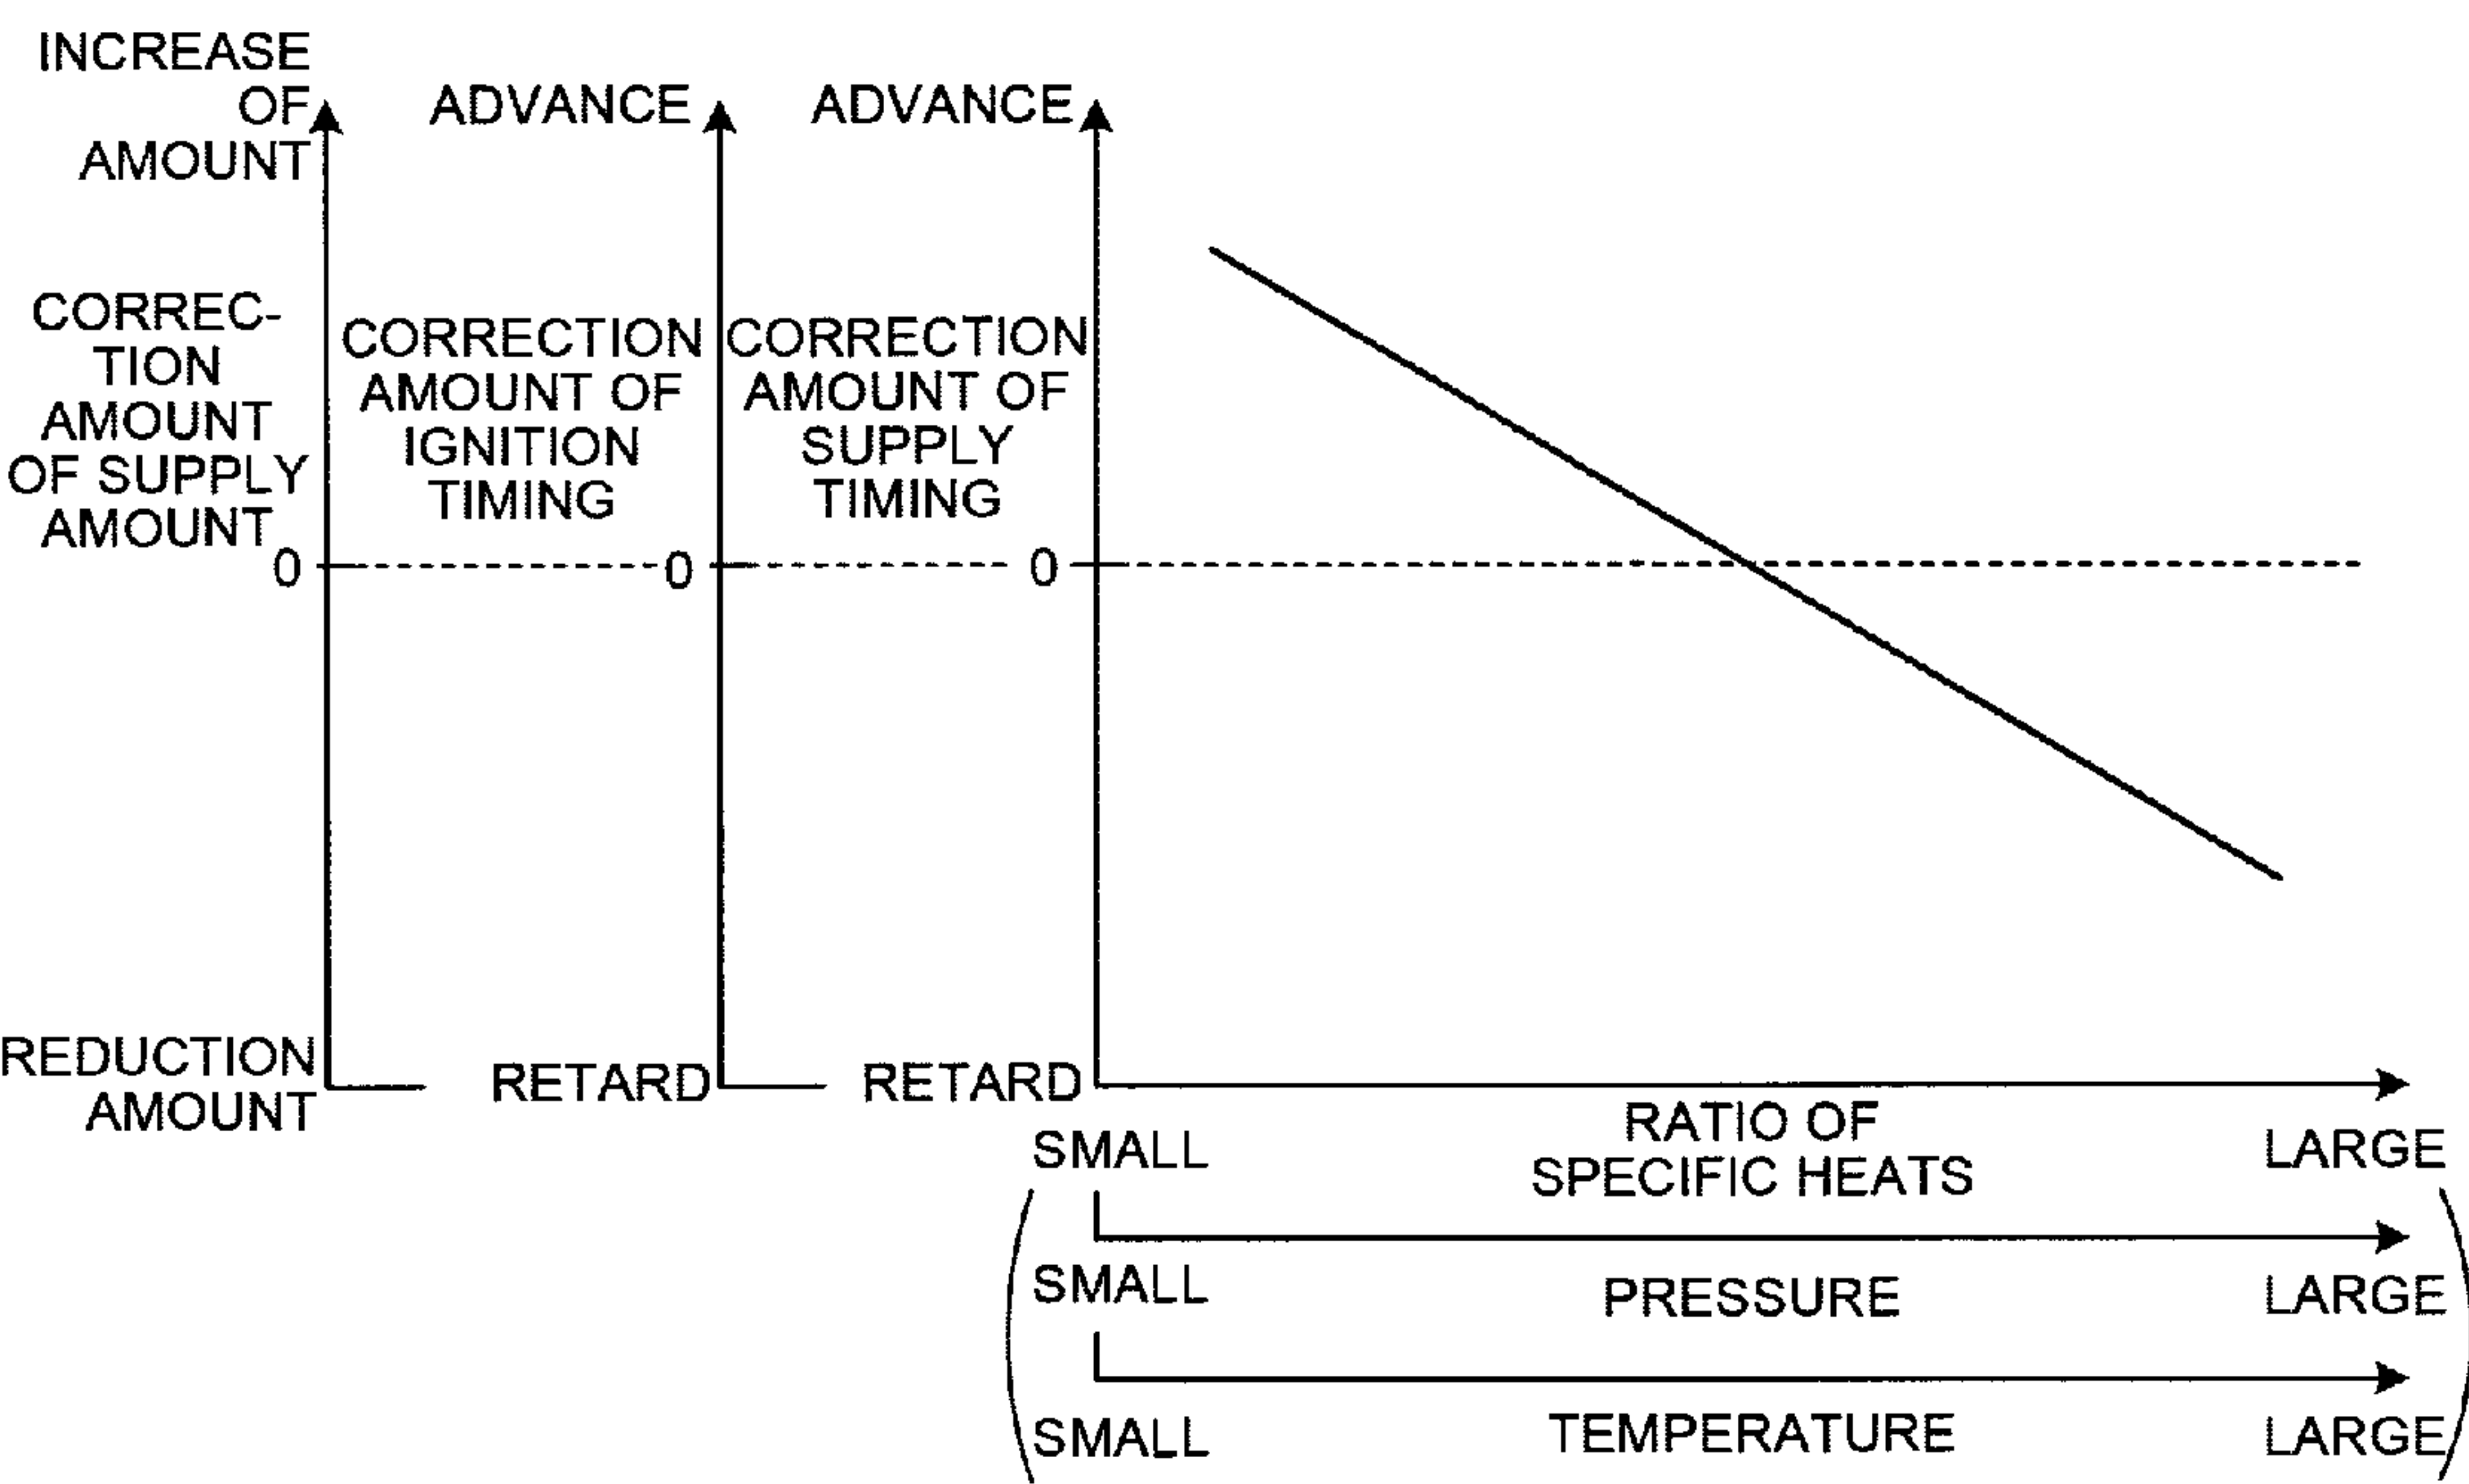 INCREASE
OF
AMOUNT
ADVANCE
ADVANCE
CORREC-
TION
AMOUNT
OF SUPPLY
AMOUNT
CORRECTION
AMOUNT OF
IGNITION
TIMING
CORRECTION
AMOUNT OF
SUPPLY
TIMING
0
0
0
REDUCTION
AMOUNT
RETARD
RETARD
SMALL
RATIO OF
SPECIFIC HEATS
LARGE
SMALL
PRESSURE
LARGE
SMALL
TEMPERATURE
LARGE